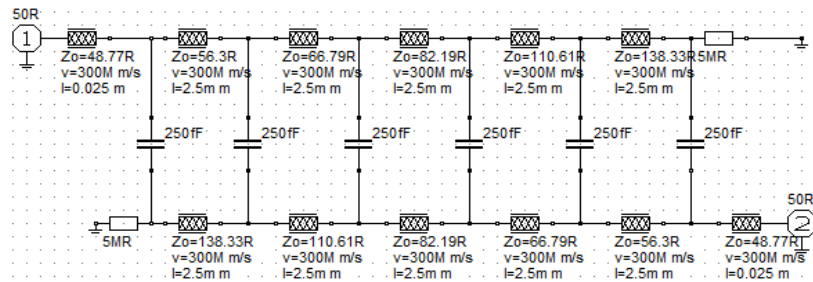 50R
1
Zo=48.77R Zo=56.3R Zo=66.79R Zo=82.19R Zo=110.61R Zo=138.33R 5MR
v=300M m/s v=300M m/s v=300M m/s v=300M m/s v=300M m/s v=300M m/s
l=0.025 m l=2.5m m l=2.5m m l=2.5m m l=2.5m m l=2.5m m
250fF 250fF 250fF 250fF 250fF 250fF
50R
2
5MR Zo=138.33R Zo=110.61R Zo=82.19R Zo=66.79R Zo=56.3R Zo=48.77R
v=300M m/s v=300M m/s v=300M m/s v=300M m/s v=300M m/s v=300M m/s
l=2.5m m l=2.5m m l=2.5m m l=2.5m m l=2.5m m l=0.025 m